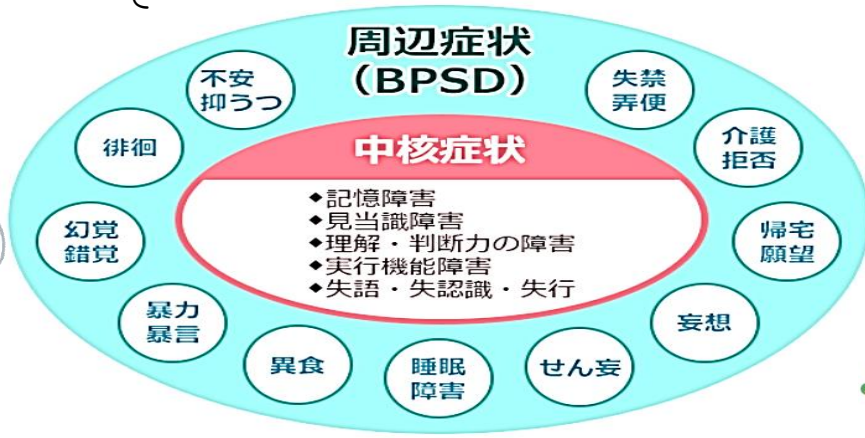 周辺症状
(BPSD)
不安
抑うつ
失禁
弄便
徘徊
介護
拒否
中核症状
◆記憶障害
◆見当識障害
◆理解・判断力の障害
◆実行機能障害
◆失語・失認識・失行
幻覚
錯覚
帰宅
願望
暴力
暴言
妄想
異食
睡眠
障害
せん妄